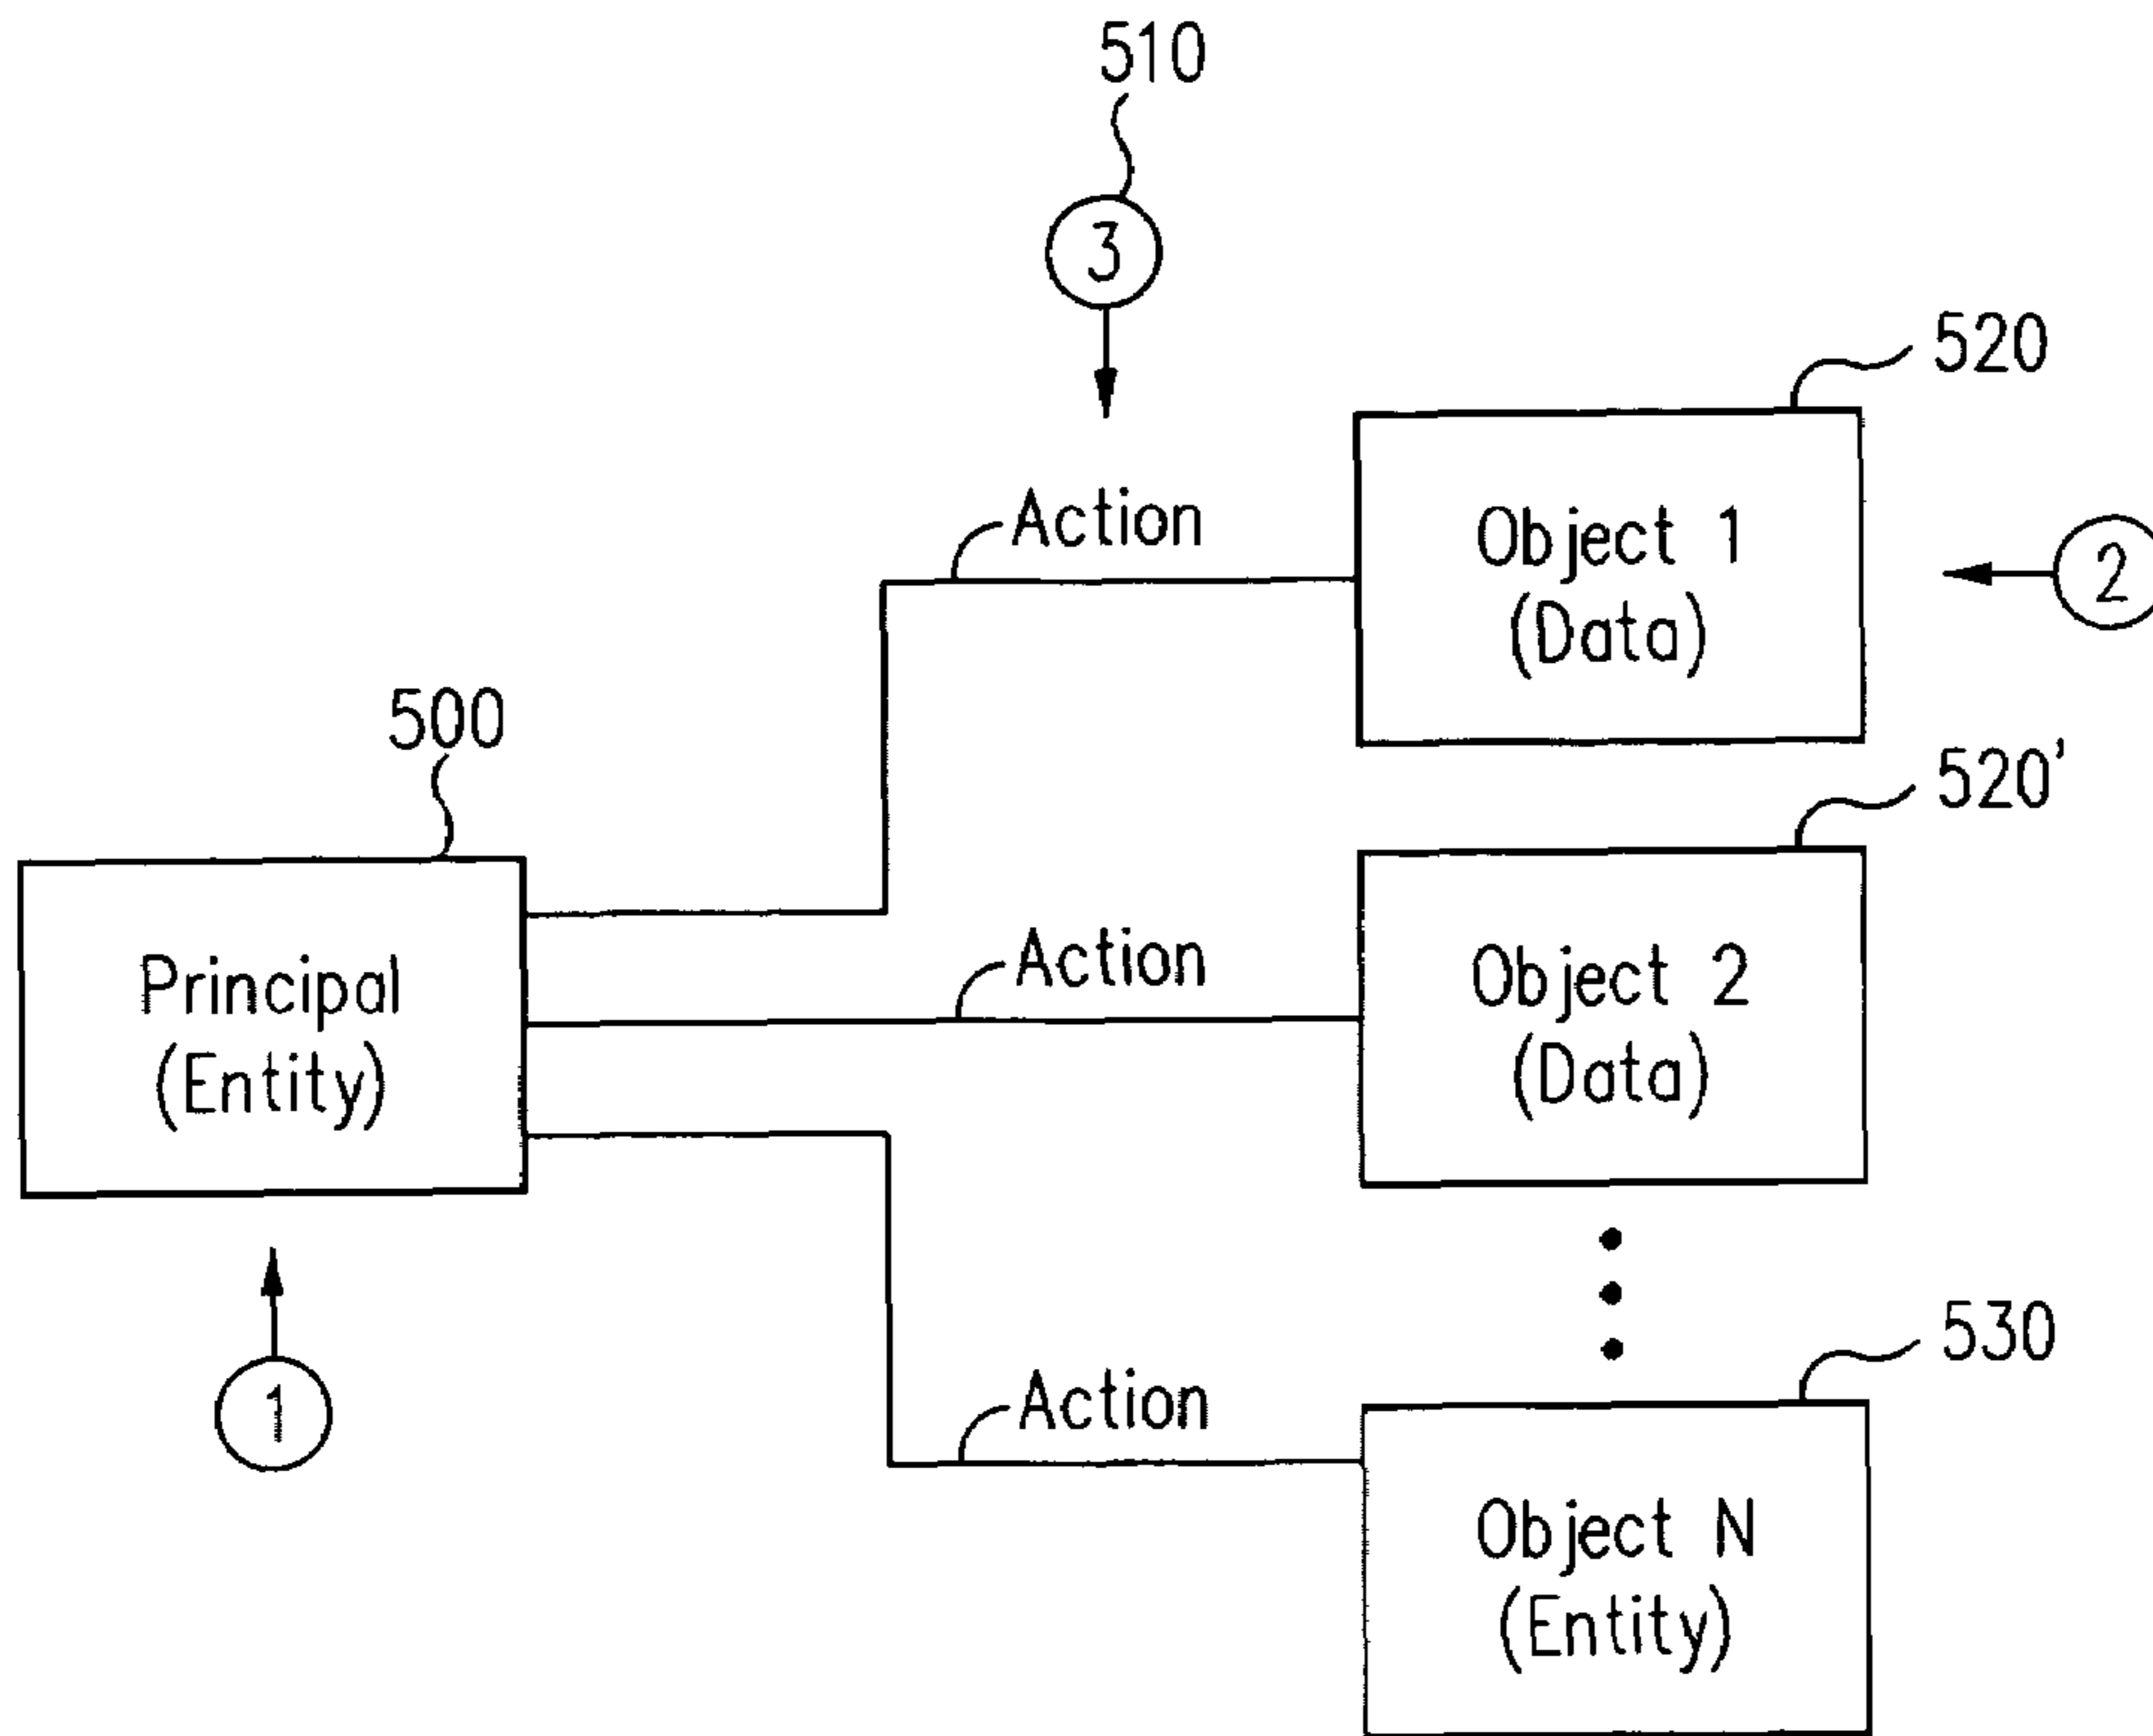 510
3
520
Action
Object 1
(Data)
2
500
520'
Principal
(Entity)
Action
Object 2
(Data)
1
530
Action
Object N
(Entity)